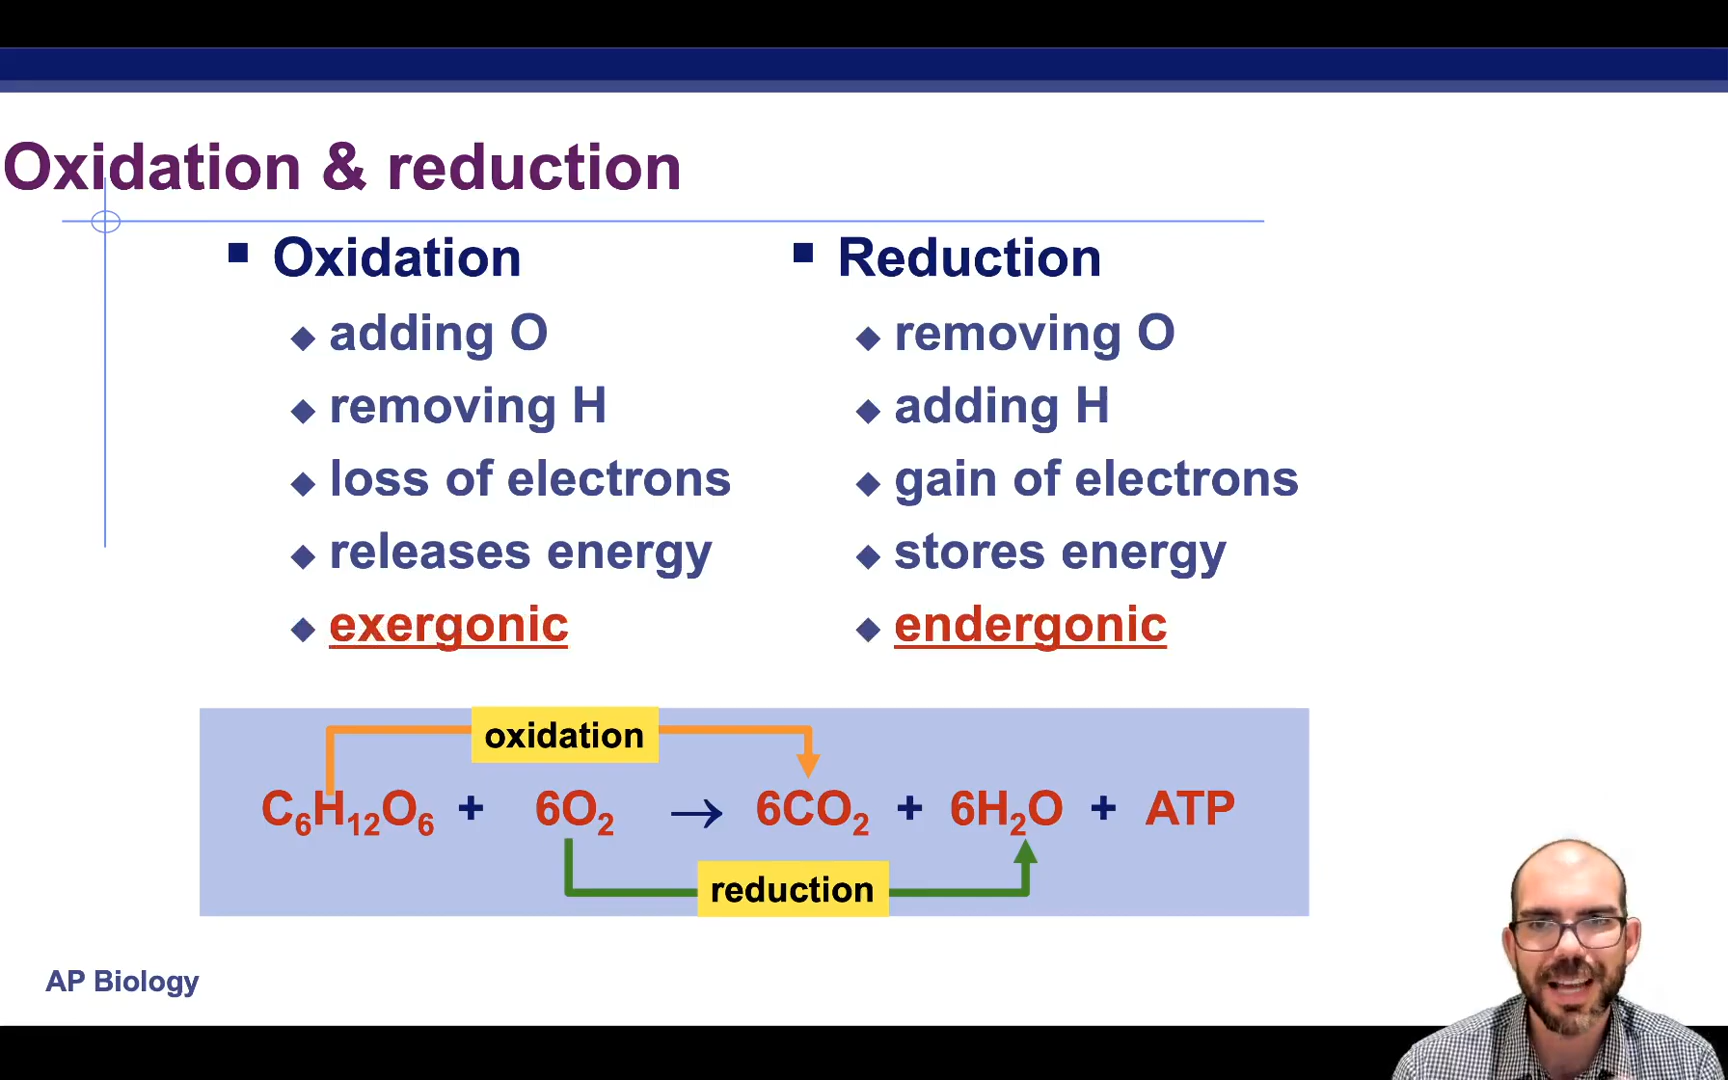 Oxidation & reduction
Oxidation
adding O
removing H
loss of electrons
releases energy
exergonic
Reduction
removing O
adding H
gain of electrons
stores energy
endergonic
oxidation
C₆H₁₂O₆ + 6O₂ → 6CO₂ + 6H₂O + ATP
reduction
AP Biology